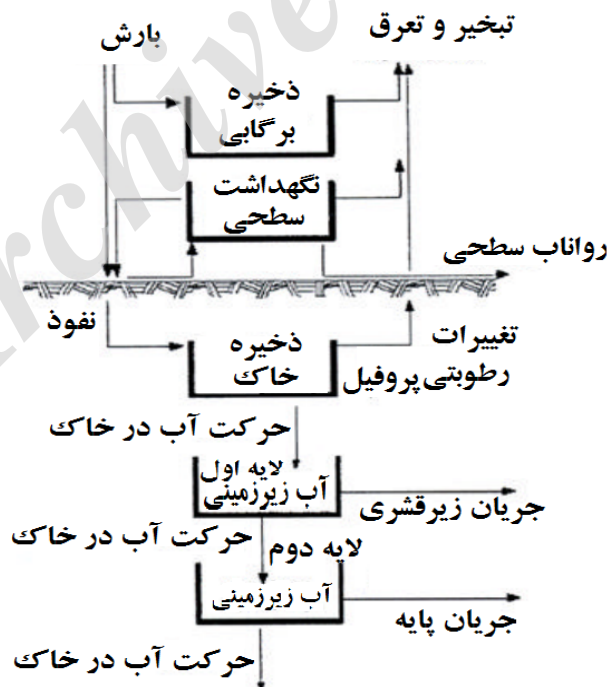 بارش
تبخیر و تعرق
ذخیره
برگابی
نگهداشت
سطحی
رواناب سطحی
نفوذ
ذخیره
خاک
تغییرات
رطوبتی پروفیل
حرکت آب در خاک
لایه اول
آب زیرزمینی
جریان زیرقشری
حرکت آب در خاک
لایه دوم
آب زیرزمینی
جریان پایه
حرکت آب در خاک
Archive